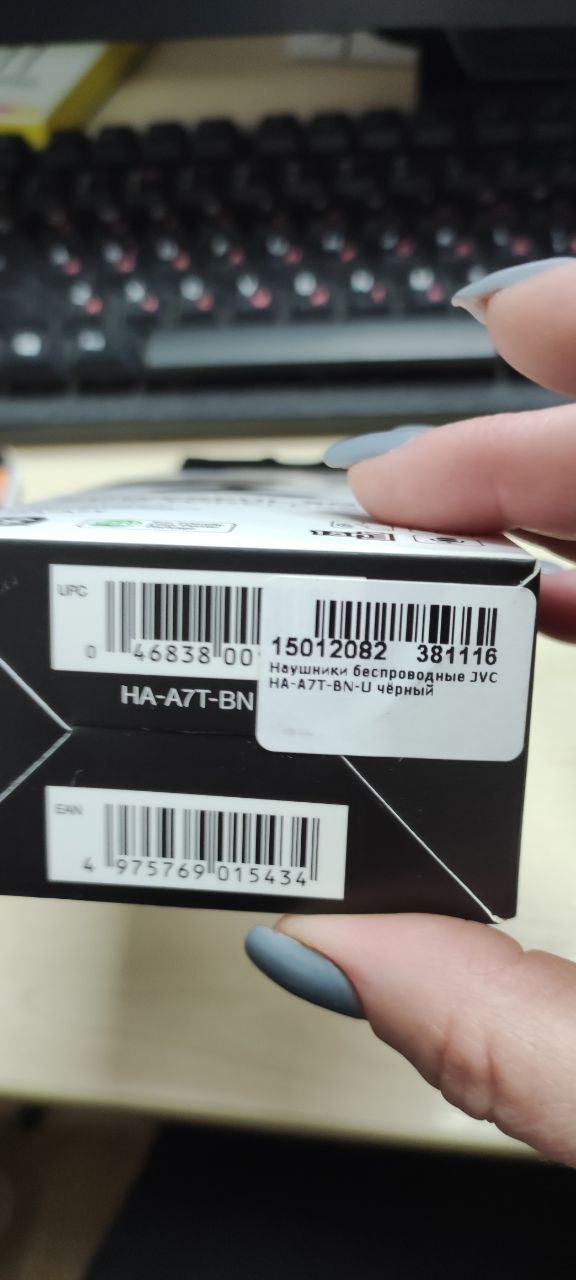 UPC
0 46838 00
15012082 381116
Наушники беспроводные JVC
HA-A7T-BN-U чёрный
HA-A7T-BN
EAN
4 975769 015434